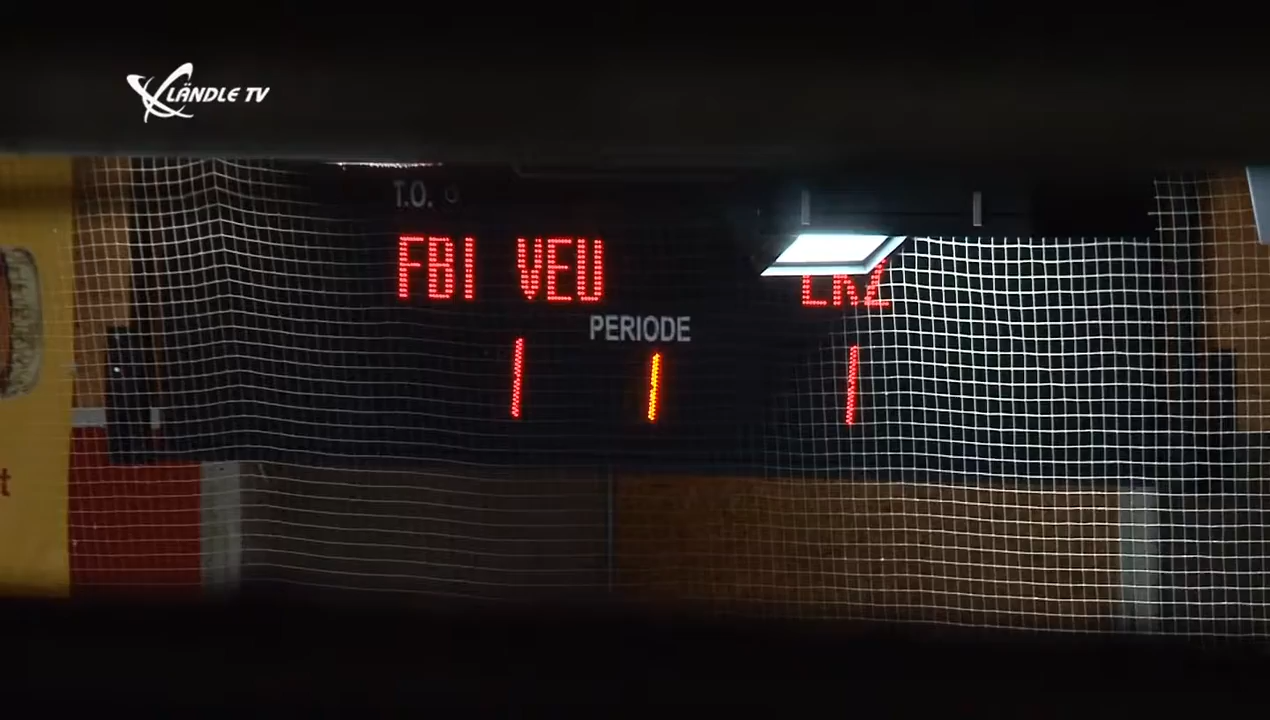 LÄNDLE TV
T.O.
FBI VEU
PERIODE
1 1 1